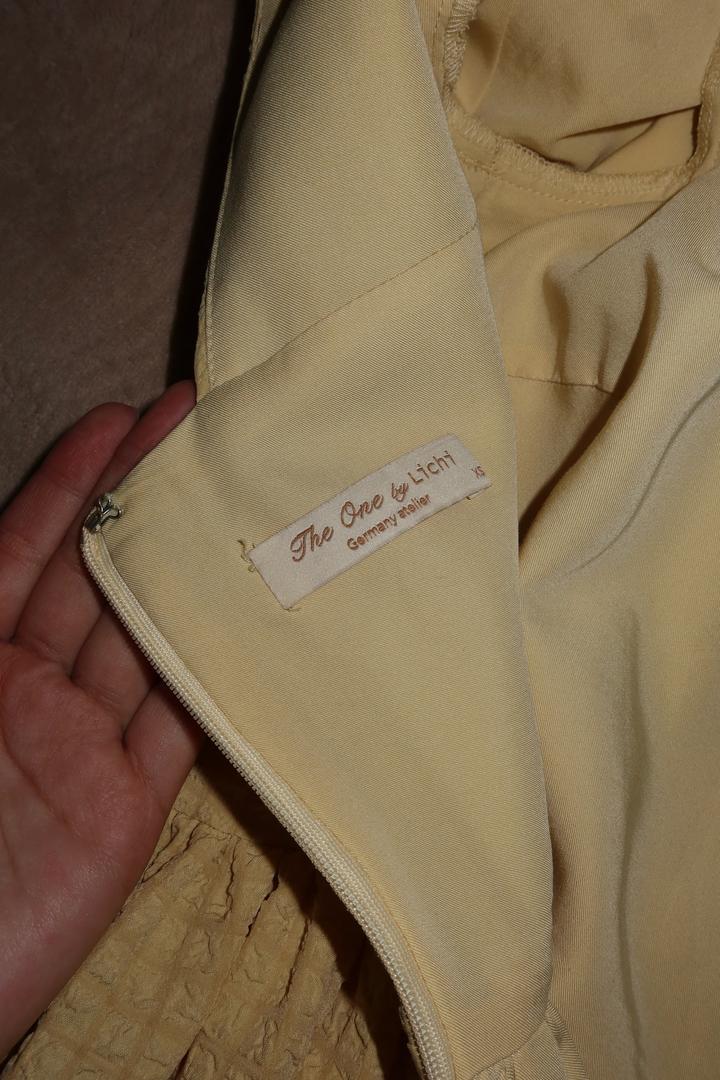 The One by Lichi
Germany atelier
XS